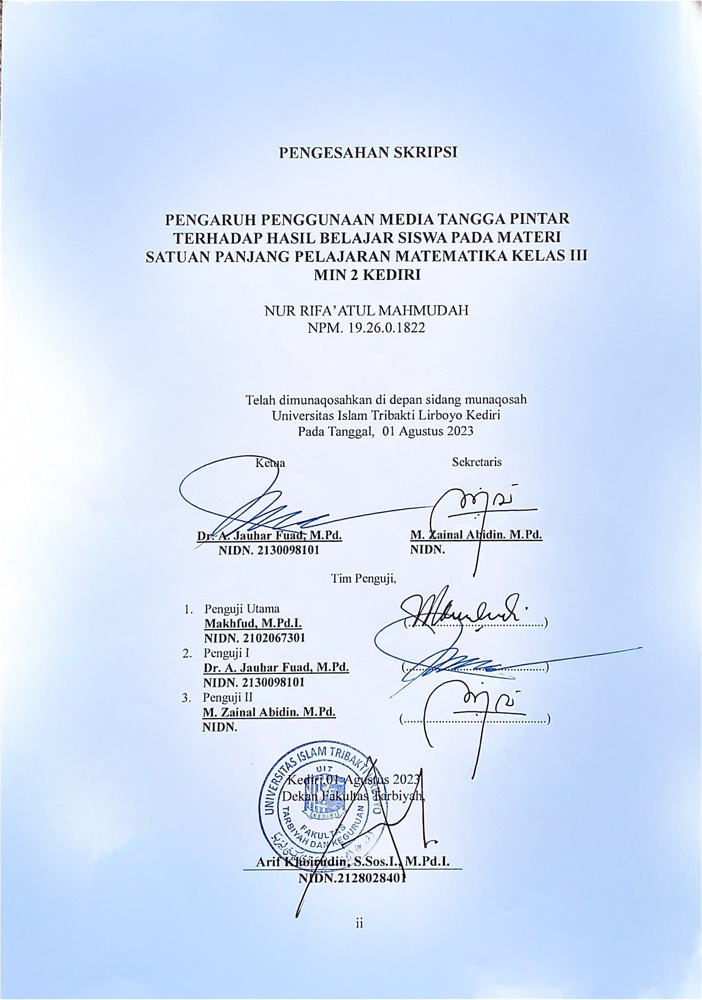 PENGESAHAN SKRIPSI
PENGARUH PENGGUNAAN MEDIA TANGGA PINTAR
TERHADAP HASIL BELAJAR SISWA PADA MATERI
SATUAN PANJANG PELAJARAN MATEMATIKA KELAS III
MIN 2 KEDIRI
NUR RIFA’ATUL MAHMUDAH
NPM. 19.26.0.1822
Telah dimunaqosahkan di depan sidang munaqosah
Universitas Islam Tribakti Lirboyo Kediri
Pada Tanggal, 01 Agustus 2023
Ketua
Sekretaris
Dr. A. Jauhar Fuad, M.Pd.
NIDN. 2130098101
M. Zainal Abidin. M.Pd.
NIDN.
Tim Penguji,
1. Penguji Utama
Makhfud, M.Pd.I.
(............................................)
NIDN. 2102067301
2. Penguji I
Dr. A. Jauhar Fuad, M.Pd.
(............................................)
NIDN. 2130098101
3. Penguji II
M. Zainal Abidin. M.Pd.
(............................................)
NIDN.
UNIVERSITAS ISLAM TRIBAKTI
UIT
KEDIRI
FAKULTAS
TARBIYAH DAN KEGURUAN
Kediri,01 Agustus 2023
Dekan Fakultas Tarbiyah,
Arif Khoirudin, S.Sos.I., M.Pd.I.
NIDN.2128028401
ii